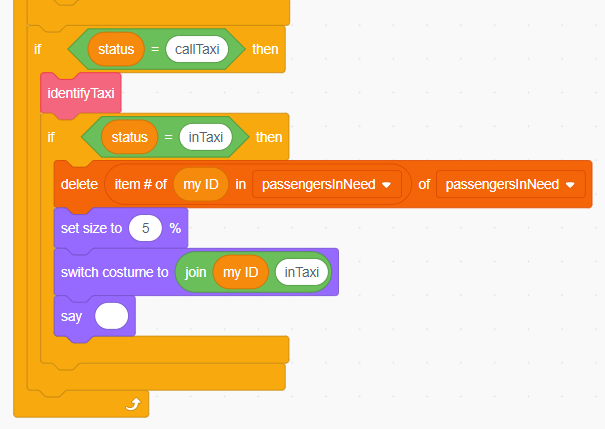 if status = callTaxi then
identifyTaxi
if status = inTaxi then
delete item # of my ID in passengersInNeed of passengersInNeed
set size to 5 %
switch costume to join my ID inTaxi
say